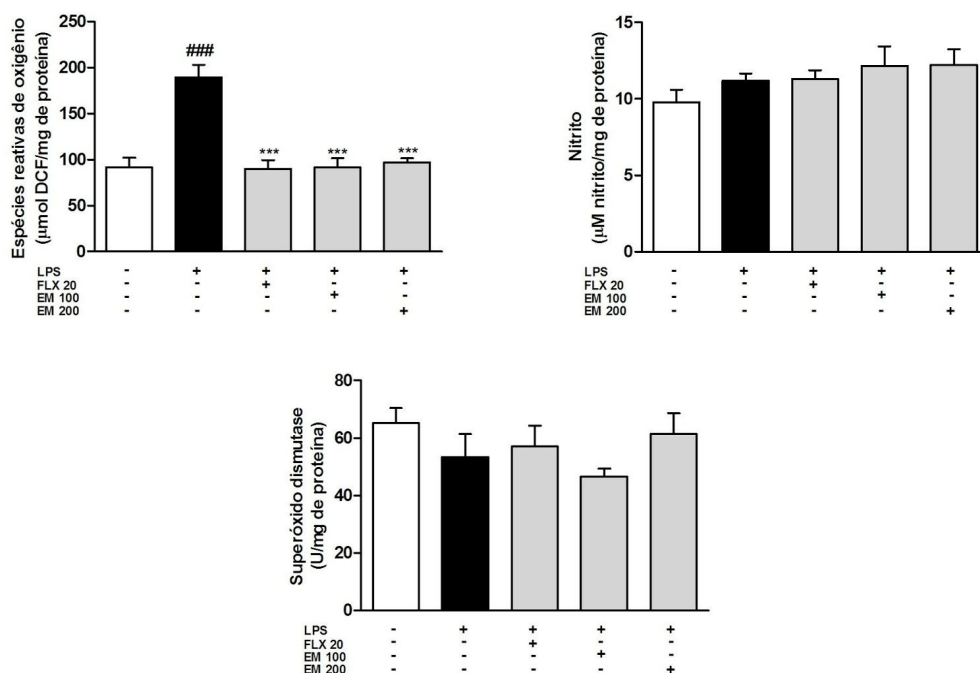 Espécies reativas de oxigênio
(µmol DCF/mg de proteína)
250
200
150
100
50
0
###
***
***
***
LPS - + + + +
FLX 20 - - + - -
EM 100 - - - + -
EM 200 - - - - +
Nitrito
(µM nitrito/mg de proteína)
15
10
5
0
LPS - + + + +
FLX 20 - - + - -
EM 100 - - - + -
EM 200 - - - - +
Superóxido dismutase
(U/mg de proteína)
80
60
40
20
0
LPS - + + + +
FLX 20 - - + - -
EM 100 - - - + -
EM 200 - - - - +